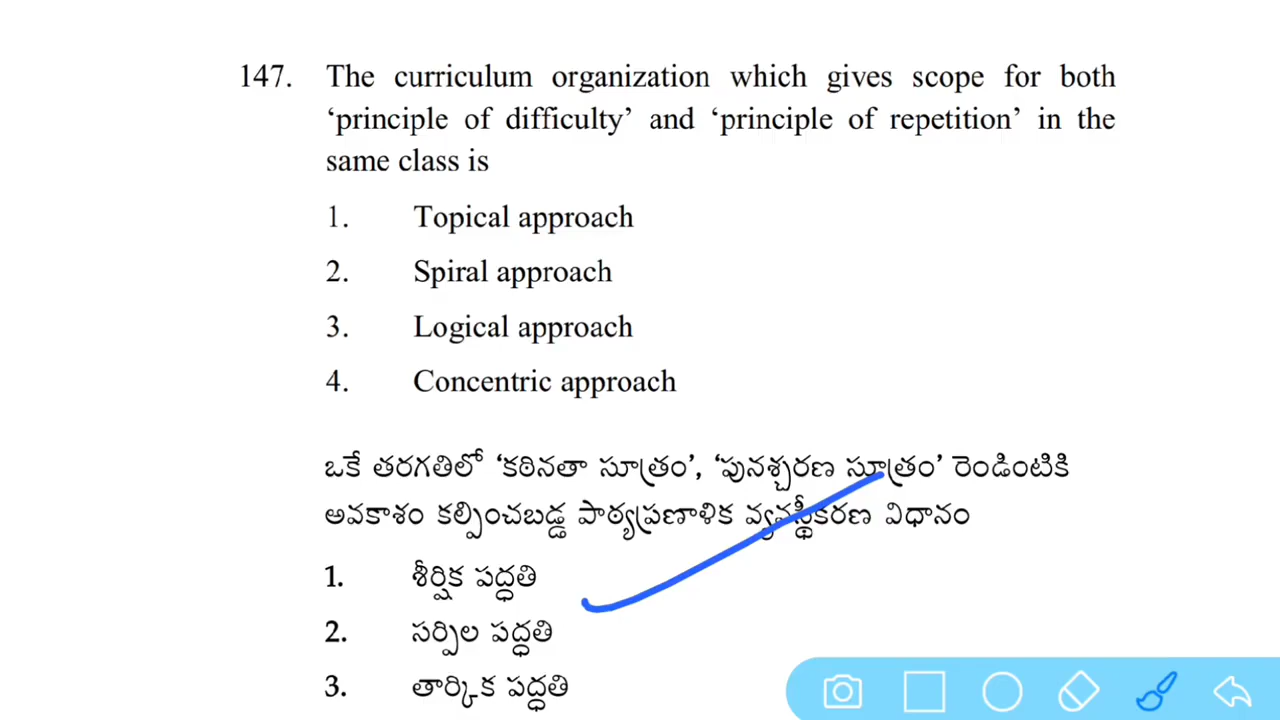 147. The curriculum organization which gives scope for both
‘principle of difficulty’ and ‘principle of repetition’ in the
same class is
1. Topical approach
2. Spiral approach
3. Logical approach
4. Concentric approach
ఒకే తరగతిలో ‘కఠినతా సూత్రం’, ‘పునశ్చరణ సూత్రం’ రెండింటికి
అవకాశం కల్పించబడ్డ పాఠ్యప్రణాళిక వ్యవస్థీకరణ విధానం
1. శీర్షిక పద్ధతి
2. సర్పిల పద్ధతి
3. తార్కిక పద్ధతి